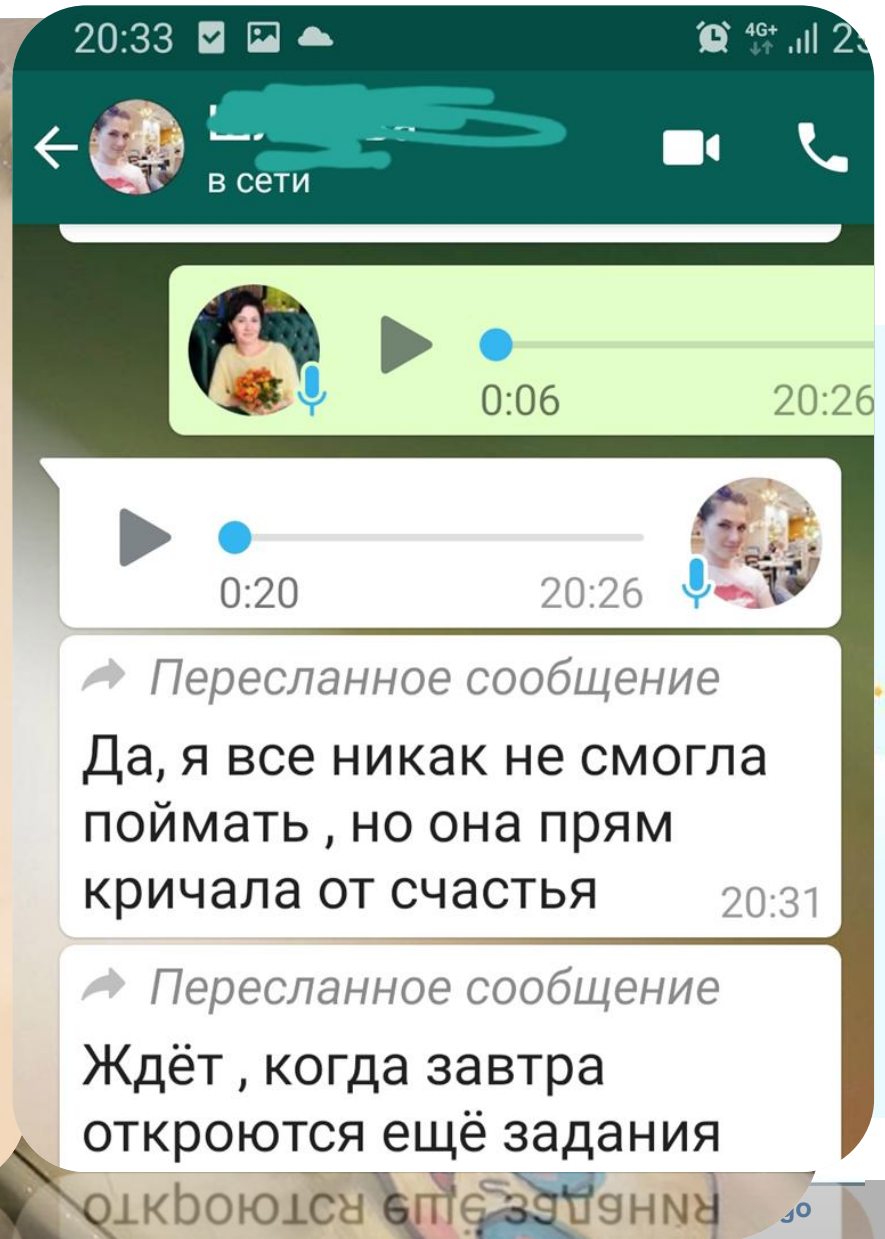 20:33
4G+
в сети
0:06
20:26
0:20
20:26
Пересланное сообщение
Да, я все никак не смогла
поймать , но она прям
кричала от счастья
20:31
Пересланное сообщение
Ждёт , когда завтра
откроются ещё задания